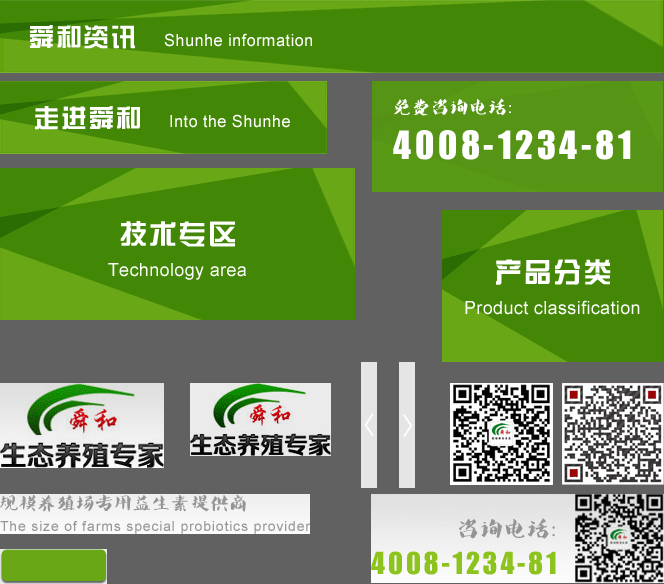 舜和资讯 Shunhe information
走进舜和 Into the Shunhe
免费咨询电话:
4008-1234-81
技术专区
Technology area
产品分类
Product classification
舜和
生态养殖专家
舜和
生态养殖专家
舜和
规模养殖场专用益生素提供商
The size of farms special probiotics provider
咨询电话:
4008-1234-81